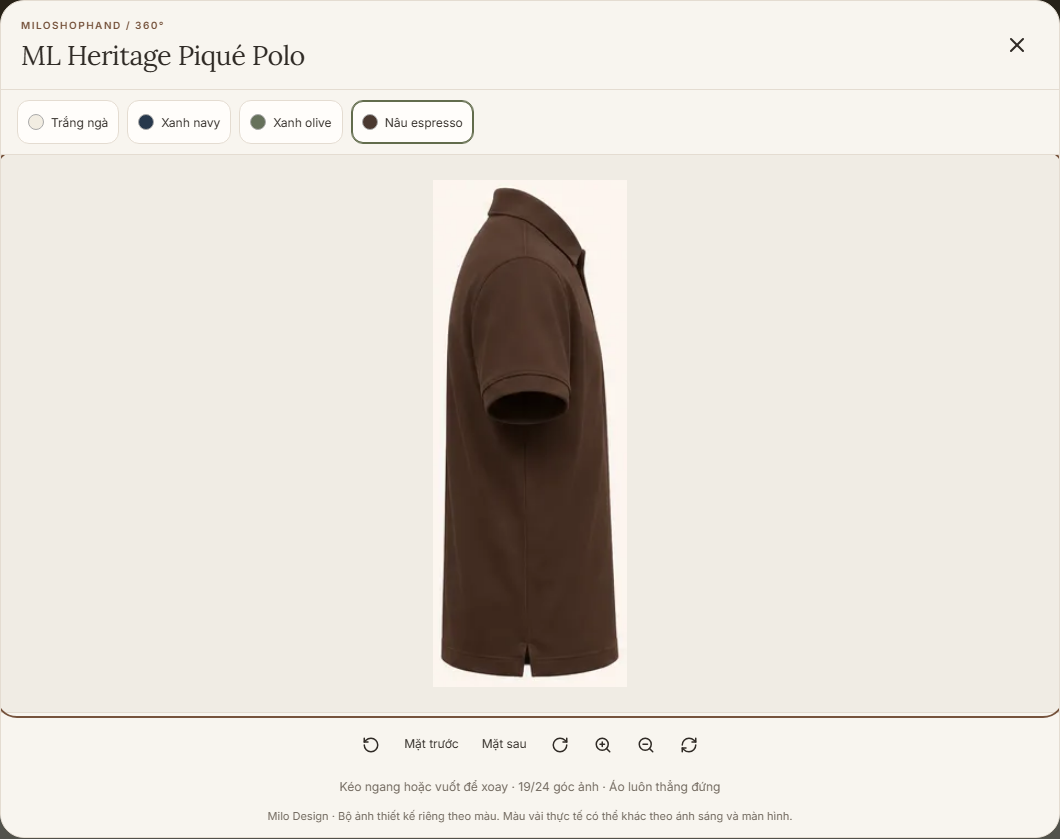 MILOSHOPHAND / 360°
ML Heritage Piqué Polo
Trắng ngà
Xanh navy
Xanh olive
Nâu espresso
Mặt trước
Mặt sau
Kéo ngang hoặc vuốt để xoay · 19/24 góc ảnh · Áo luôn thẳng đứng
Milo Design · Bộ ảnh thiết kế riêng theo màu. Màu vải thực tế có thể khác theo ánh sáng và màn hình.